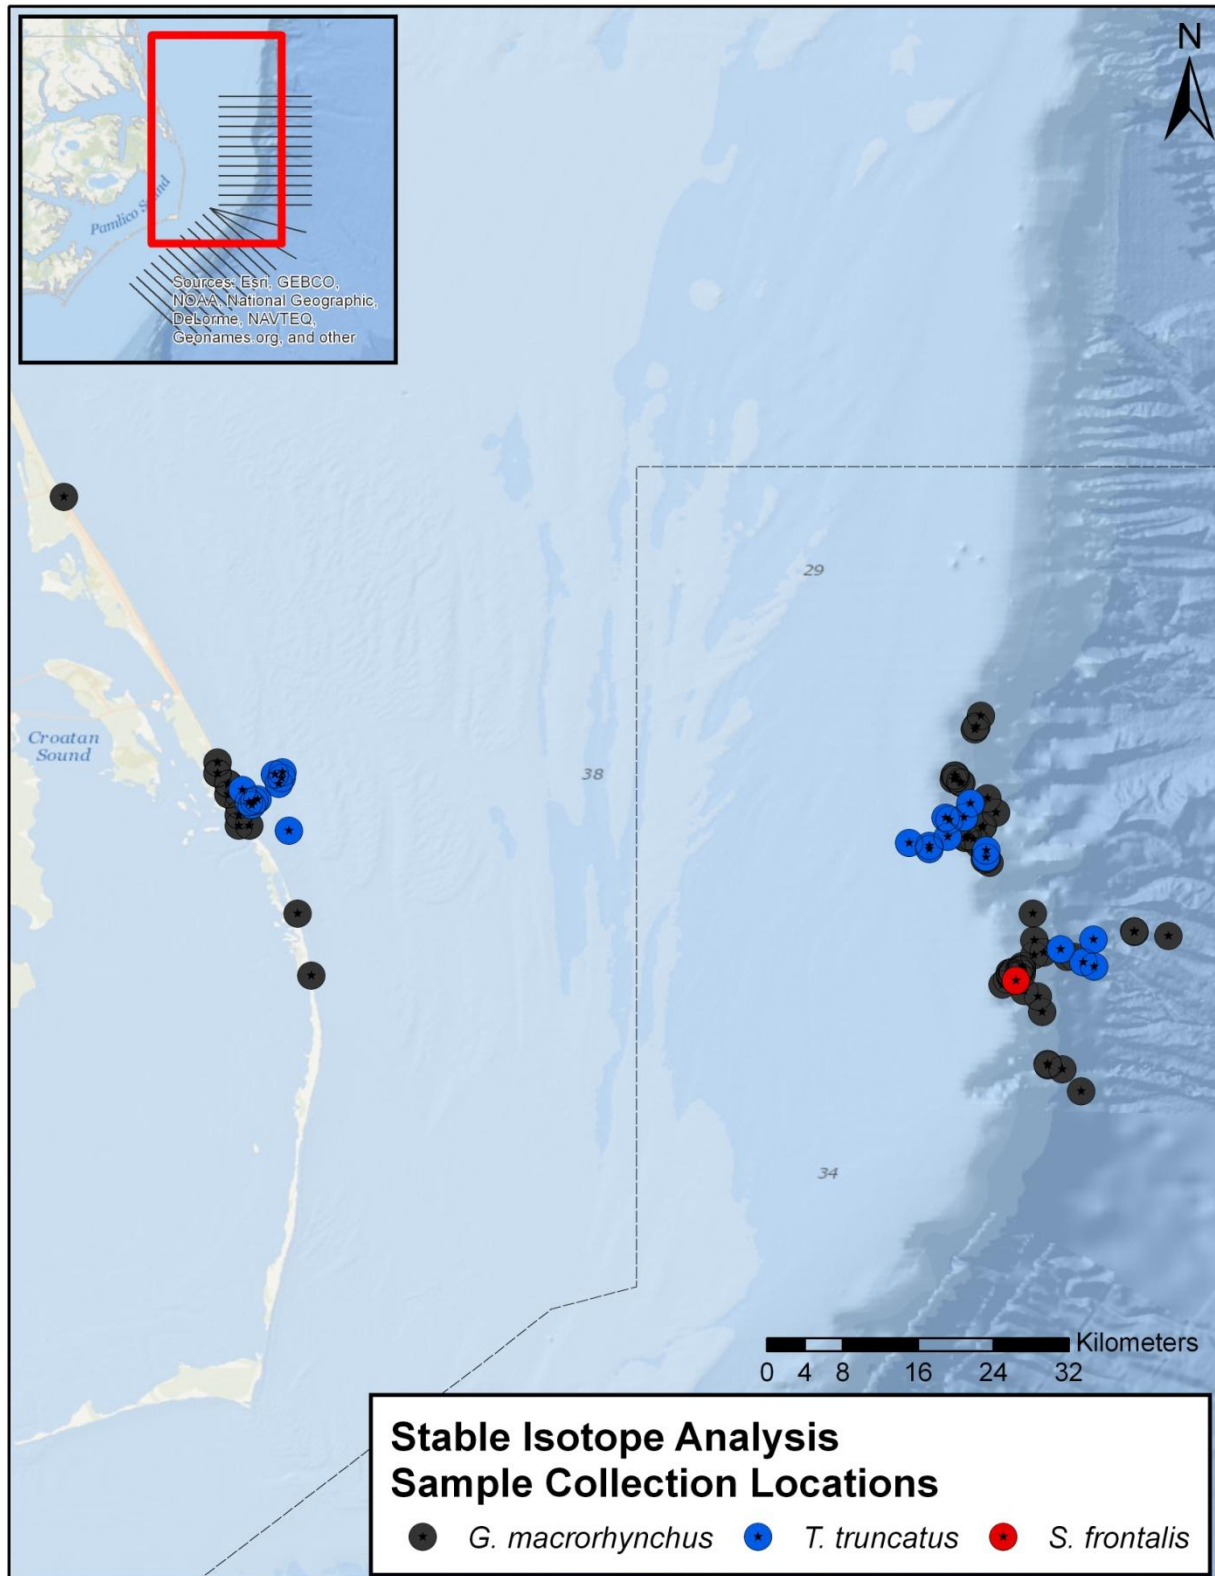 N
Pamlico Sound
Sources: Esri, GEBCO,
NOAA, National Geographic,
DeLorme, NAVTEQ,
Geonames.org, and other
29
Croatan
Sound
38
34
Kilometers
0 4 8 16 24 32
Stable Isotope Analysis
Sample Collection Locations
G. macrorhynchus T. truncatus S. frontalis